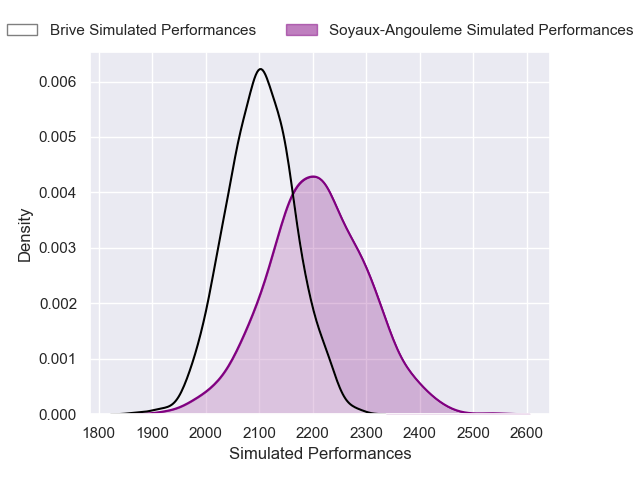 Brive Simulated Performances Soyaux-Angouleme Simulated Performances
0.006
0.005
0.004
0.003
0.002
0.001
0.000
Density
1800 1900 2000 2100 2200 2300 2400 2500 2600
Simulated Performances